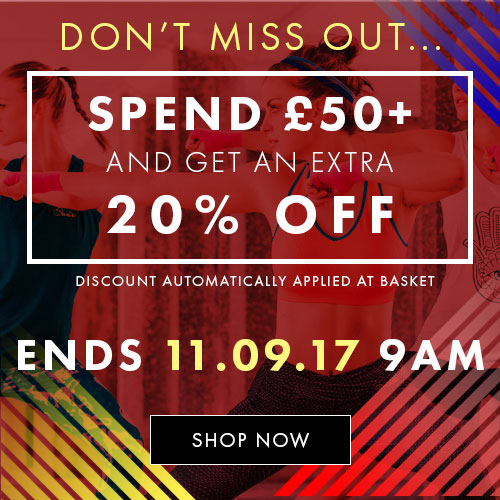 DON'T MISS OUT...
SPEND £50+
AND GET AN EXTRA
20% OFF
DISCOUNT AUTOMATICALLY APPLIED AT BASKET
ENDS 11.09.17 9AM
SHOP NOW